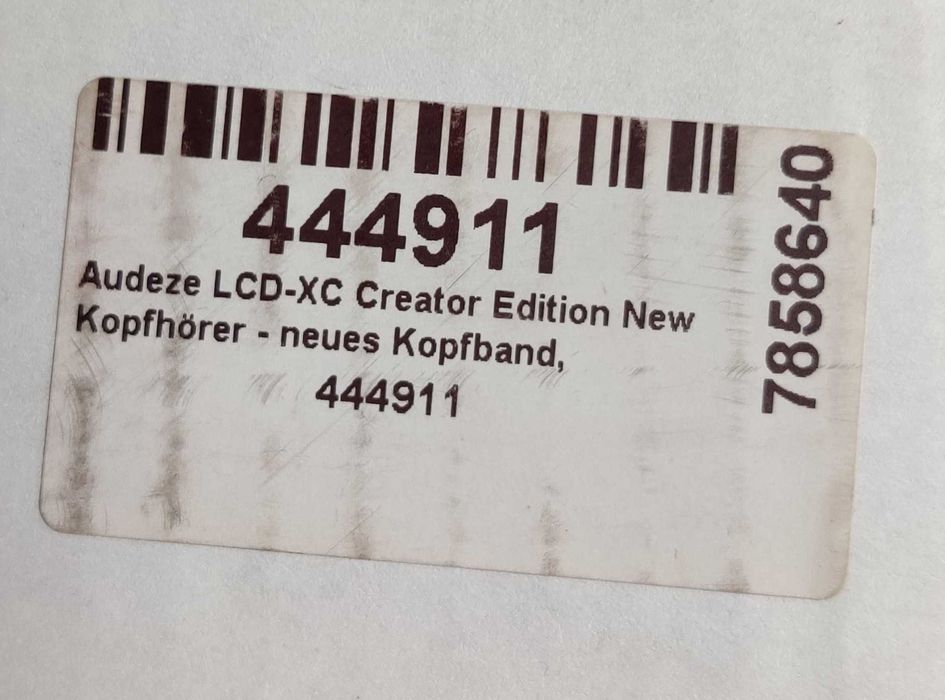 444911
Audeze LCD-XC Creator Edition New
Kopfhörer - neues Kopfband,
444911
7858640